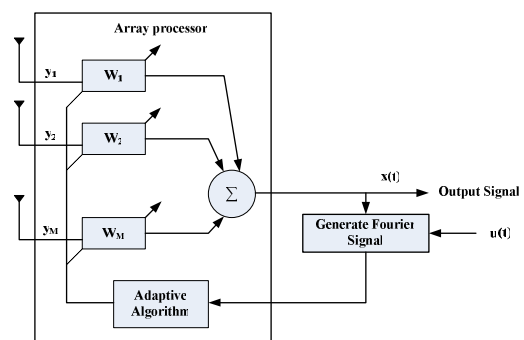 Array processor
y1
W1
y2
W2
Σ
x(t)
Output Signal
yM
WM
Generate Fourier
Signal
u(t)
Adaptive
Algorithm